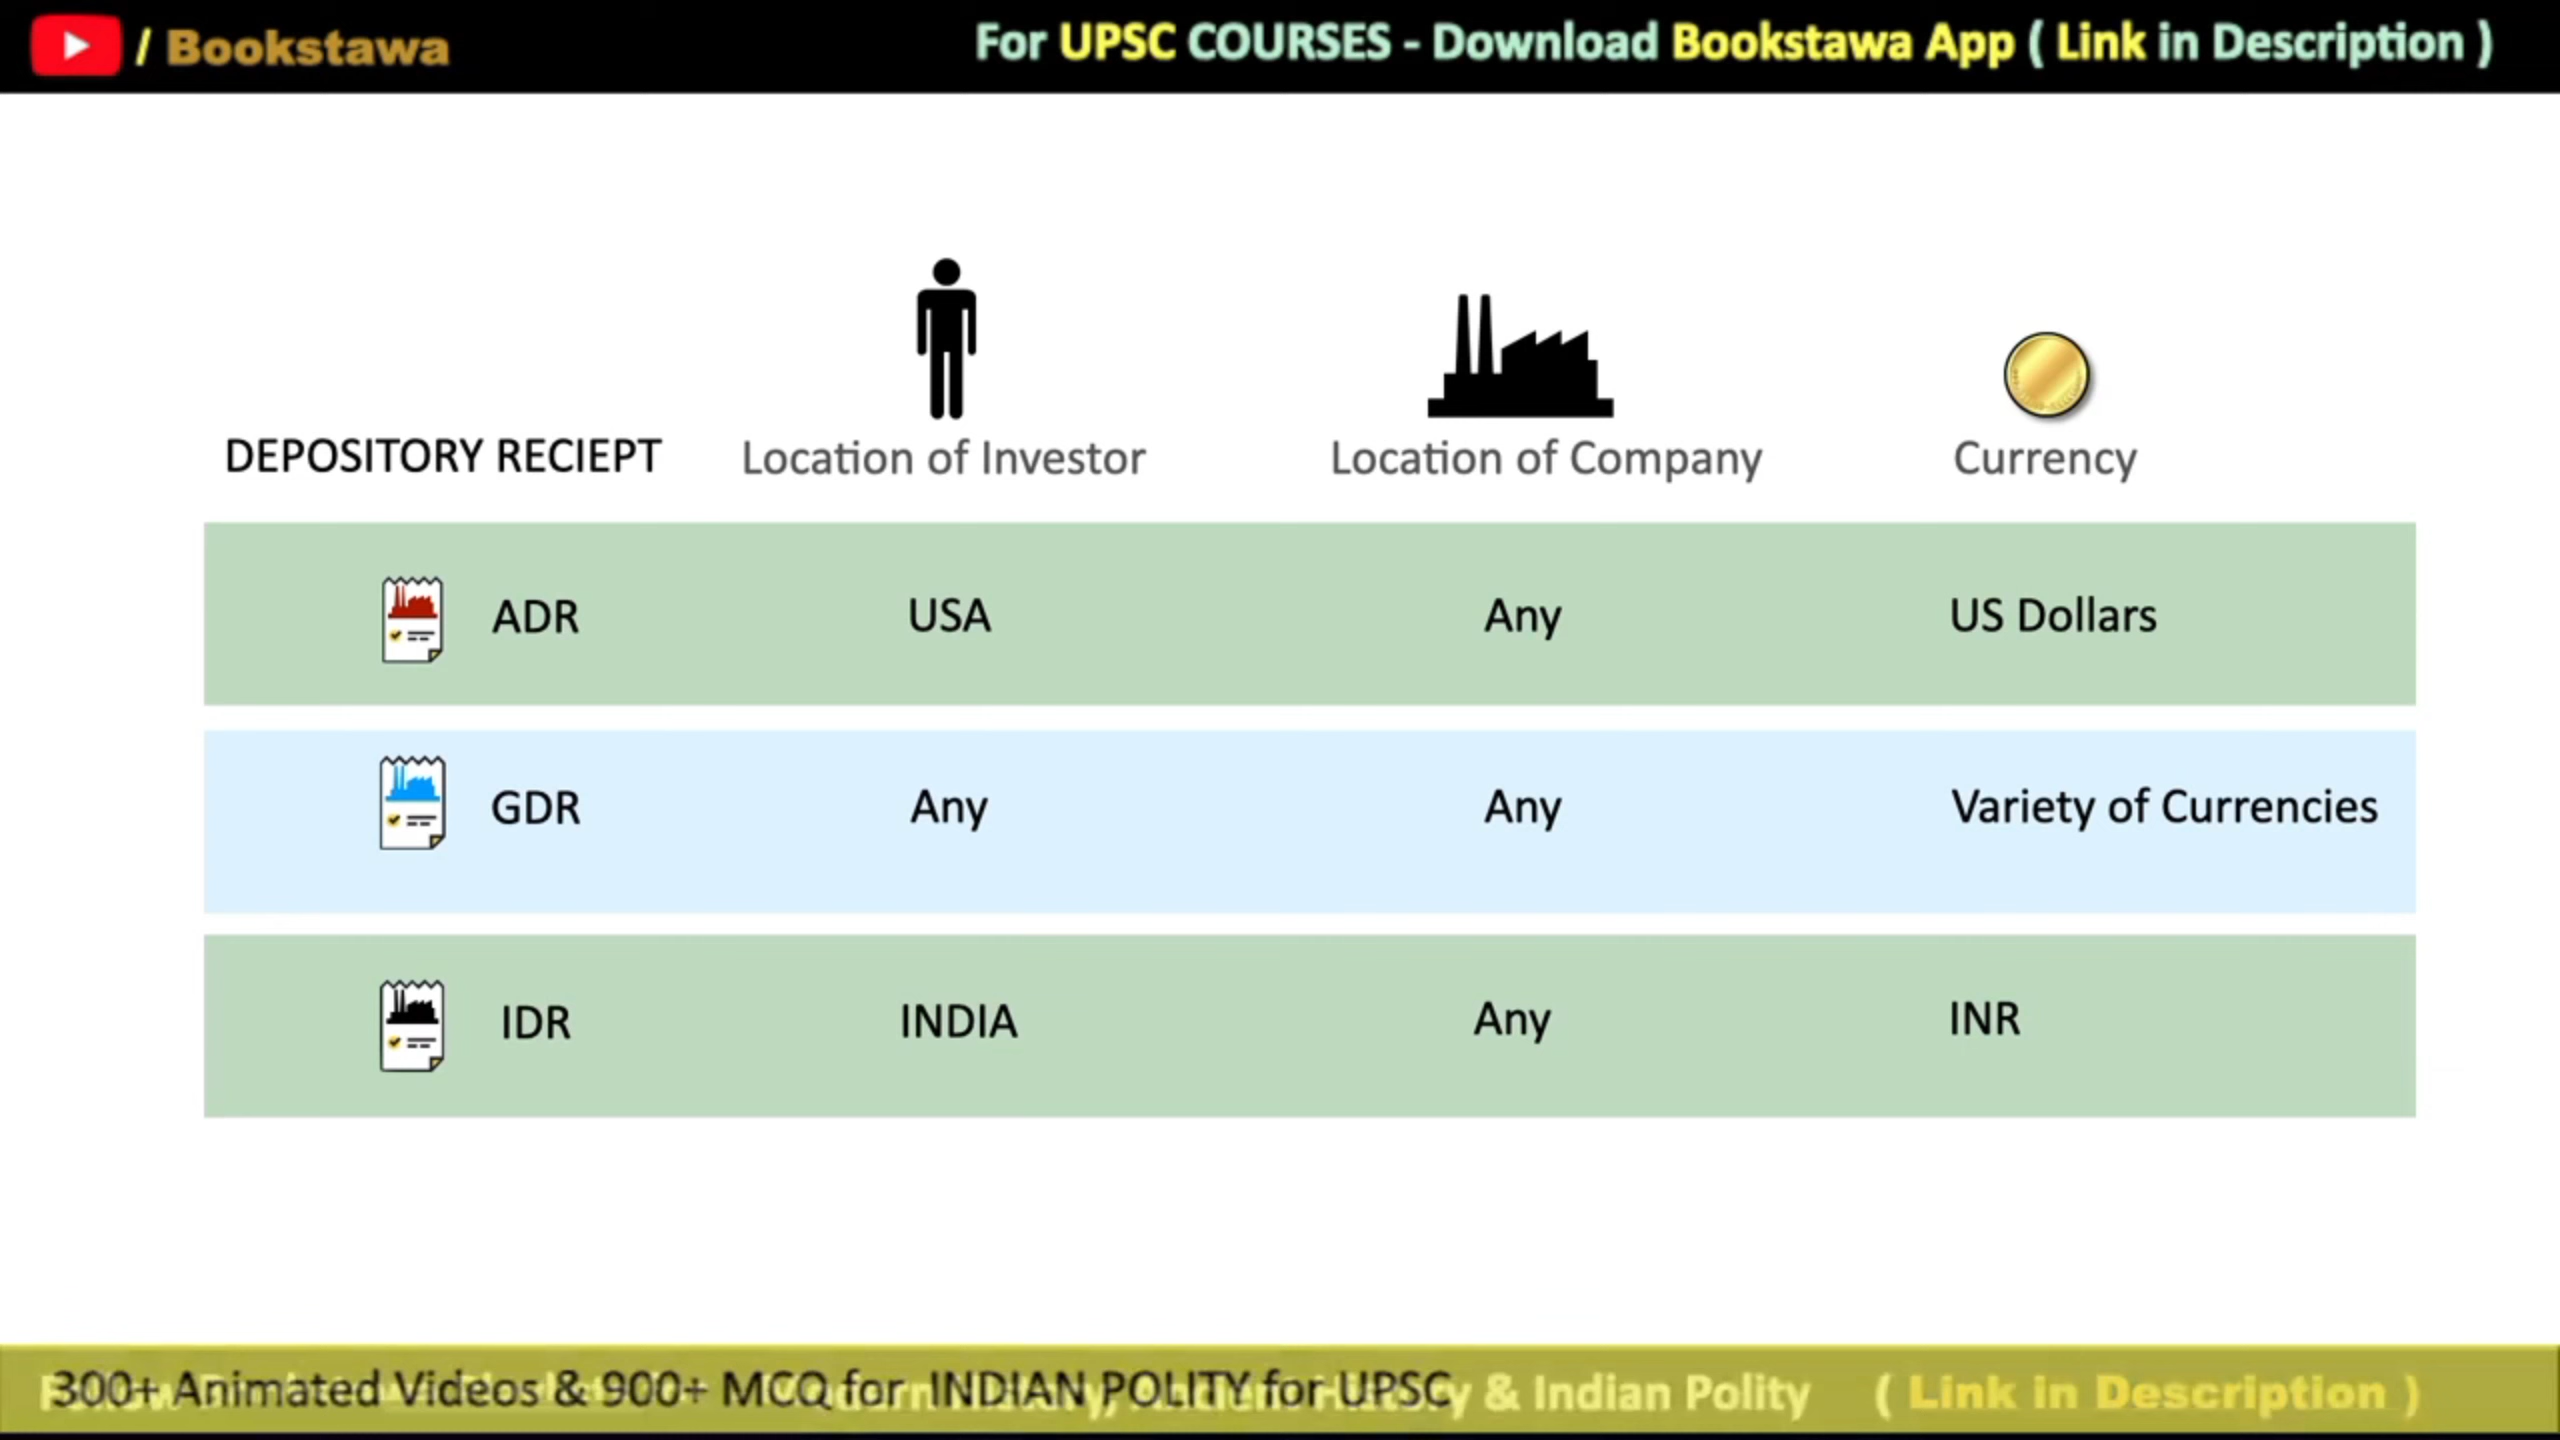 / Bookstawa
For UPSC COURSES - Download Bookstawa App ( Link in Description )
DEPOSITORY RECIEPT Location of Investor Location of Company Currency
ADR USA Any US Dollars
GDR Any Any Variety of Currencies
IDR INDIA Any INR
300+ Animated Videos & 900+ MCQ for INDIAN POLITY for UPSC
Follow History & Indian Polity ( Link in Description )